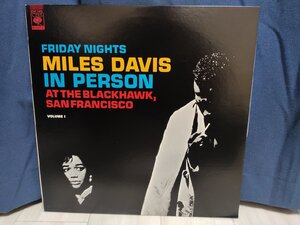 FRIDAY NIGHTS
MILES DAVIS
IN PERSON
AT THE BLACKHAWK,
SAN FRANCISCO
VOLUME I